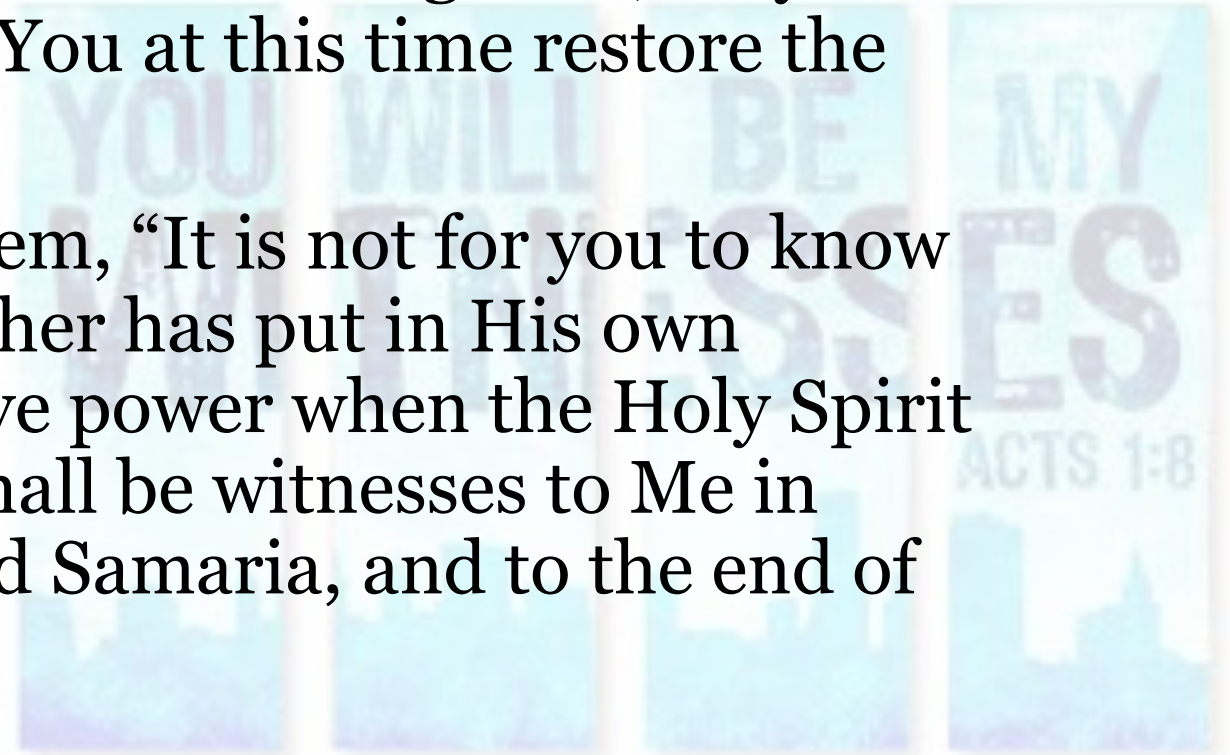 You at this time restore the
YOU WILL BE MY
WITNESSES
em, “It is not for you to know
her has put in His own
ve power when the Holy Spirit
ACTS 1:8
hall be witnesses to Me in
d Samaria, and to the end of